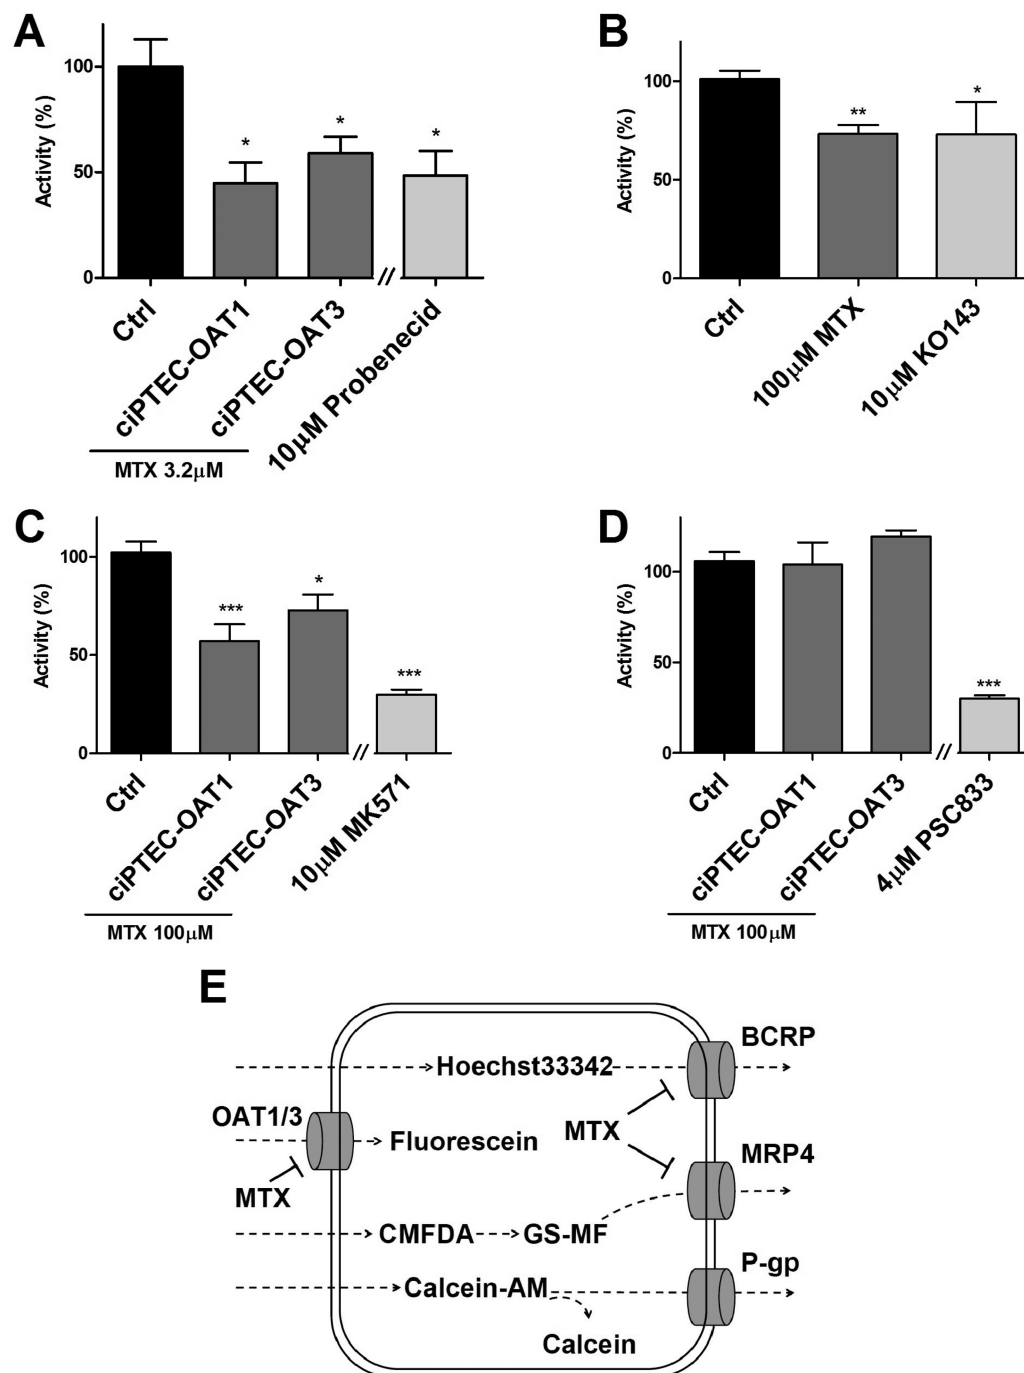 A
Activity (%)
100
50
0
*
*
*
//
Ctrl
ciPTEC-OAT1
ciPTEC-OAT3
10μM Probenecid
MTX 3.2μM
B
Activity (%)
100
50
0
**
*
Ctrl
100μM MTX
10μM KO143
C
Activity (%)
100
50
0
***
*
***
//
Ctrl
ciPTEC-OAT1
ciPTEC-OAT3
10μM MK571
MTX 100μM
D
Activity (%)
100
50
0
***
//
Ctrl
ciPTEC-OAT1
ciPTEC-OAT3
4μM PSC833
MTX 100μM
E
BCRP
Hoechst33342
OAT1/3
MTX
Fluorescein
MRP4
MTX
CMFDA
GS-MF
P-gp
Calcein-AM
Calcein